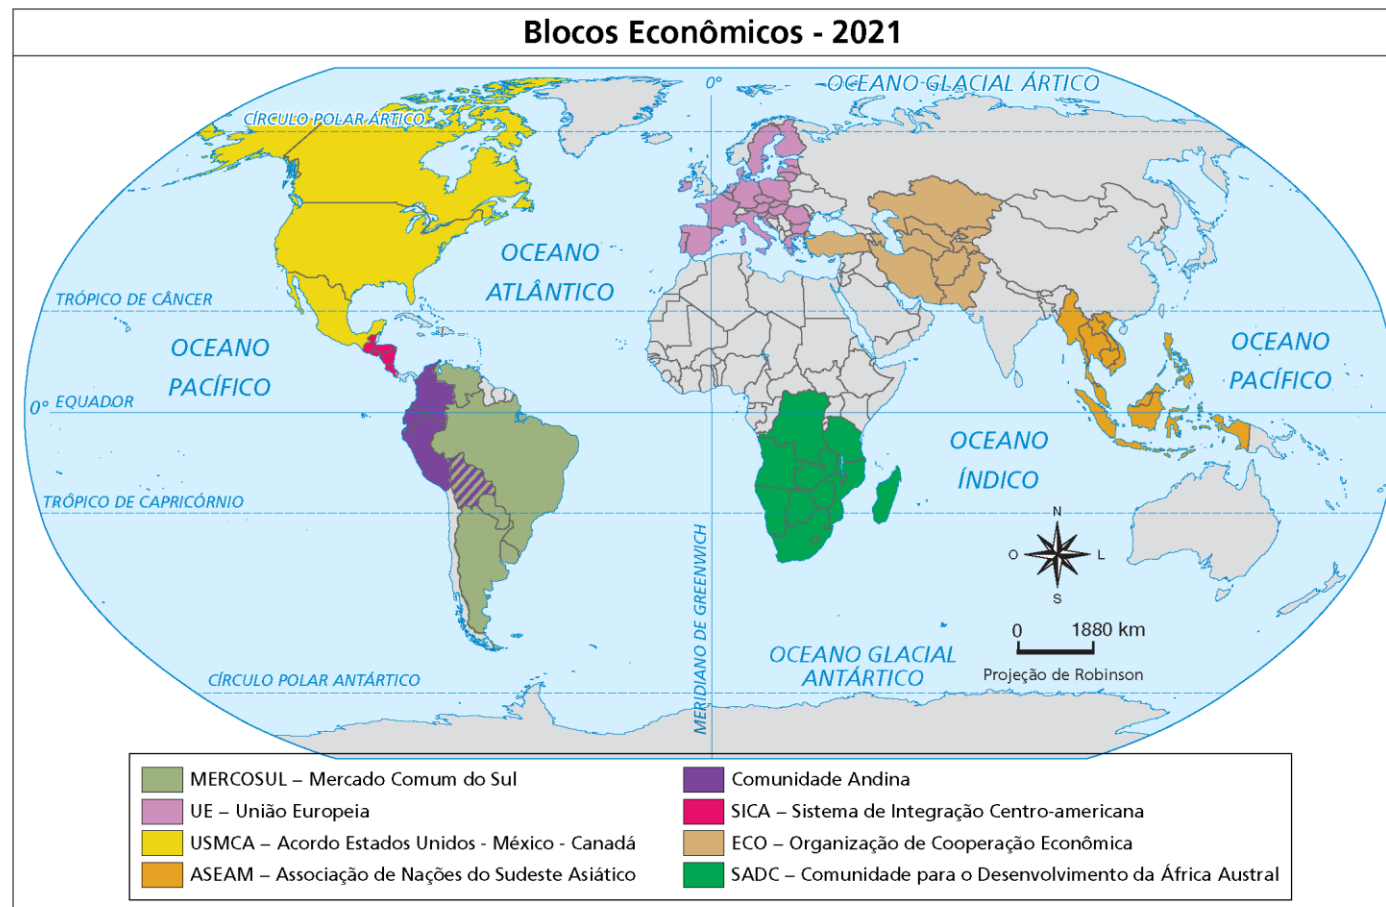 Blocos Econômicos - 2021
0°
OCEANO GLACIAL ÁRTICO
CÍRCULO POLAR ÁRTICO
OCEANO
ATLÂNTICO
TRÓPICO DE CÂNCER
OCEANO
PACÍFICO
OCEANO
PACÍFICO
0° EQUADOR
OCEANO
ÍNDICO
TRÓPICO DE CAPRICÓRNIO
MERIDIANO DE GREENWICH
N
O
L
S
0 1880 km
Projeção de Robinson
OCEANO GLACIAL
ANTÁRTICO
CÍRCULO POLAR ANTÁRTICO
MERCOSUL – Mercado Comum do Sul
UE – União Europeia
USMCA – Acordo Estados Unidos - México - Canadá
ASEAM – Associação de Nações do Sudeste Asiático
Comunidade Andina
SICA – Sistema de Integração Centro-americana
ECO – Organização de Cooperação Econômica
SADC – Comunidade para o Desenvolvimento da África Austral